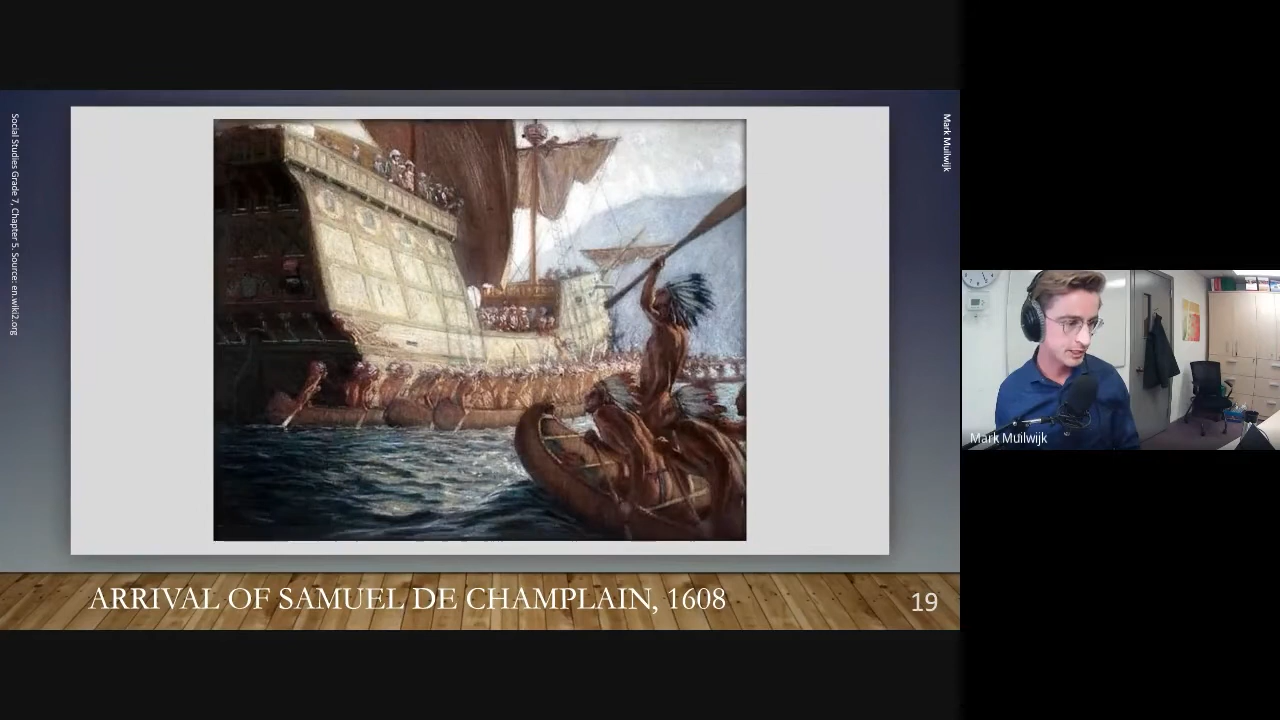 Social Studies Grade 7, Chapter 5. Source: en.wiki2.org
Mark Muilwijk
ARRIVAL OF SAMUEL DE CHAMPLAIN, 1608
19
Mark Muilwijk